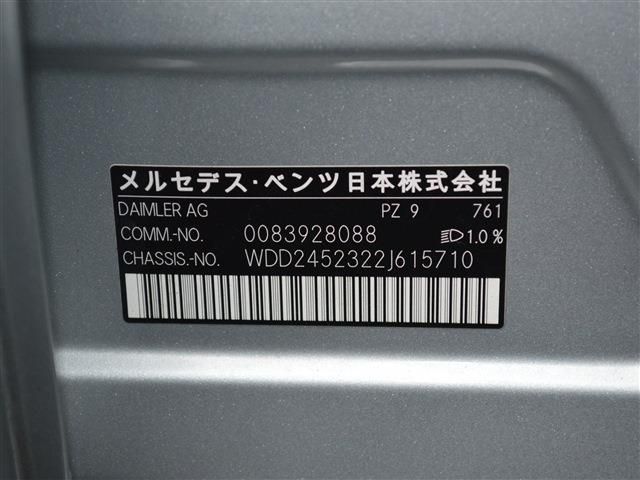 メルセデス・ベンツ日本株式会社
DAIMLER AG PZ 9 761
COMM.-NO. 0083928088 1.0%
CHASSIS.-NO. WDD2452322J615710